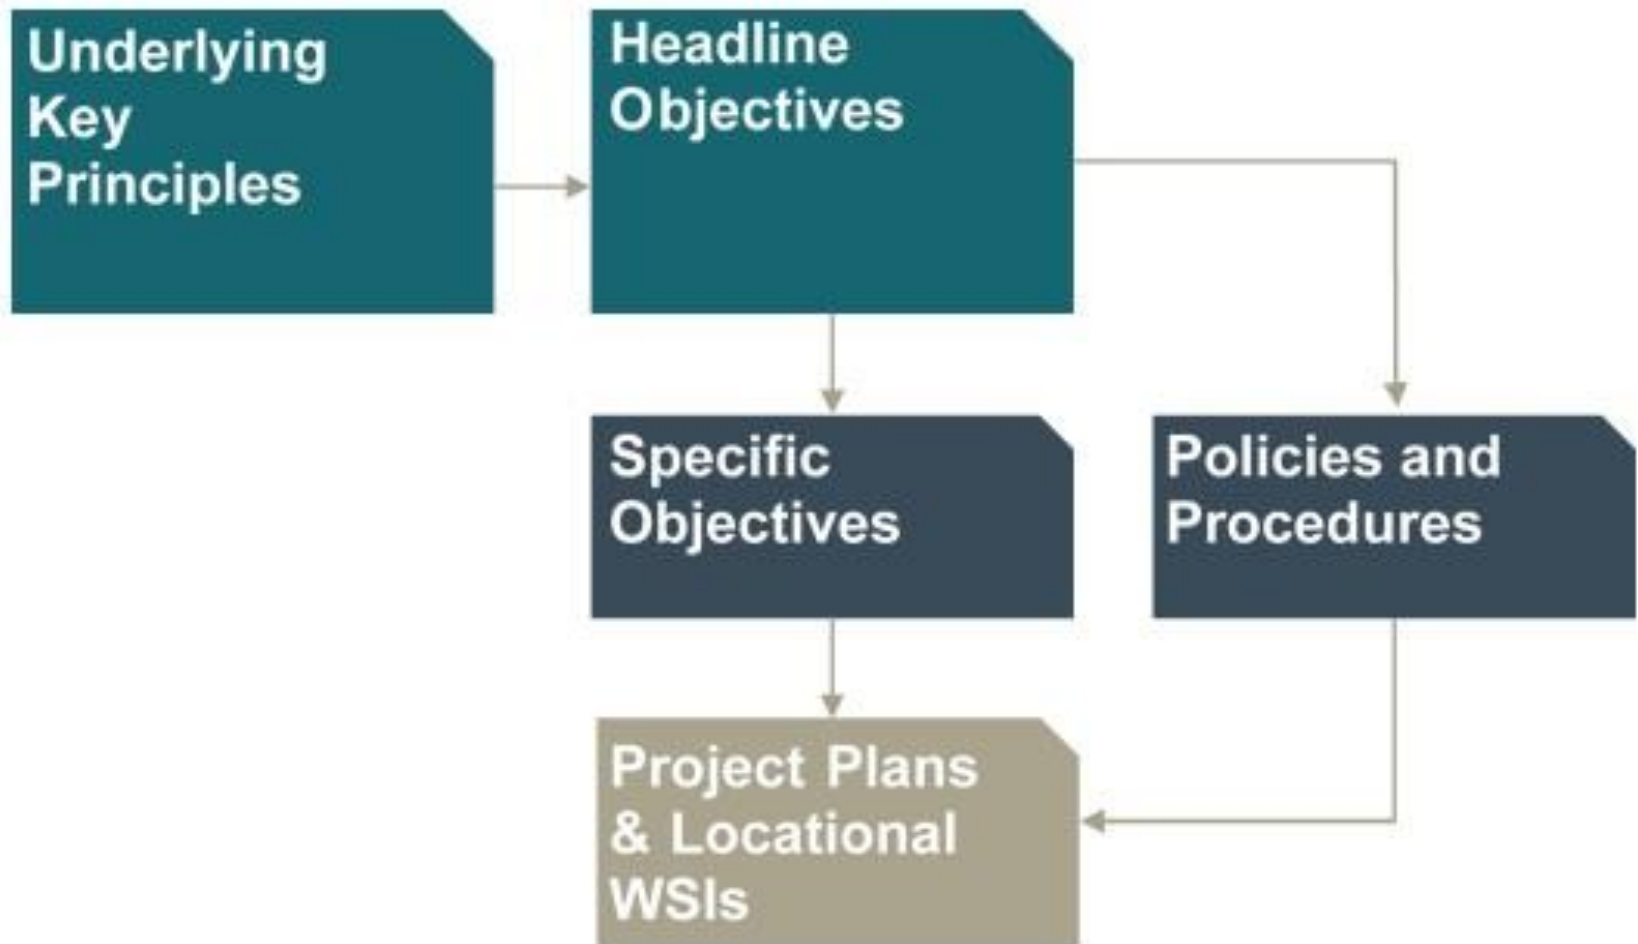 Underlying
Key
Principles
Headline
Objectives
Specific
Objectives
Policies and
Procedures
Project Plans
& Locational
WSIs